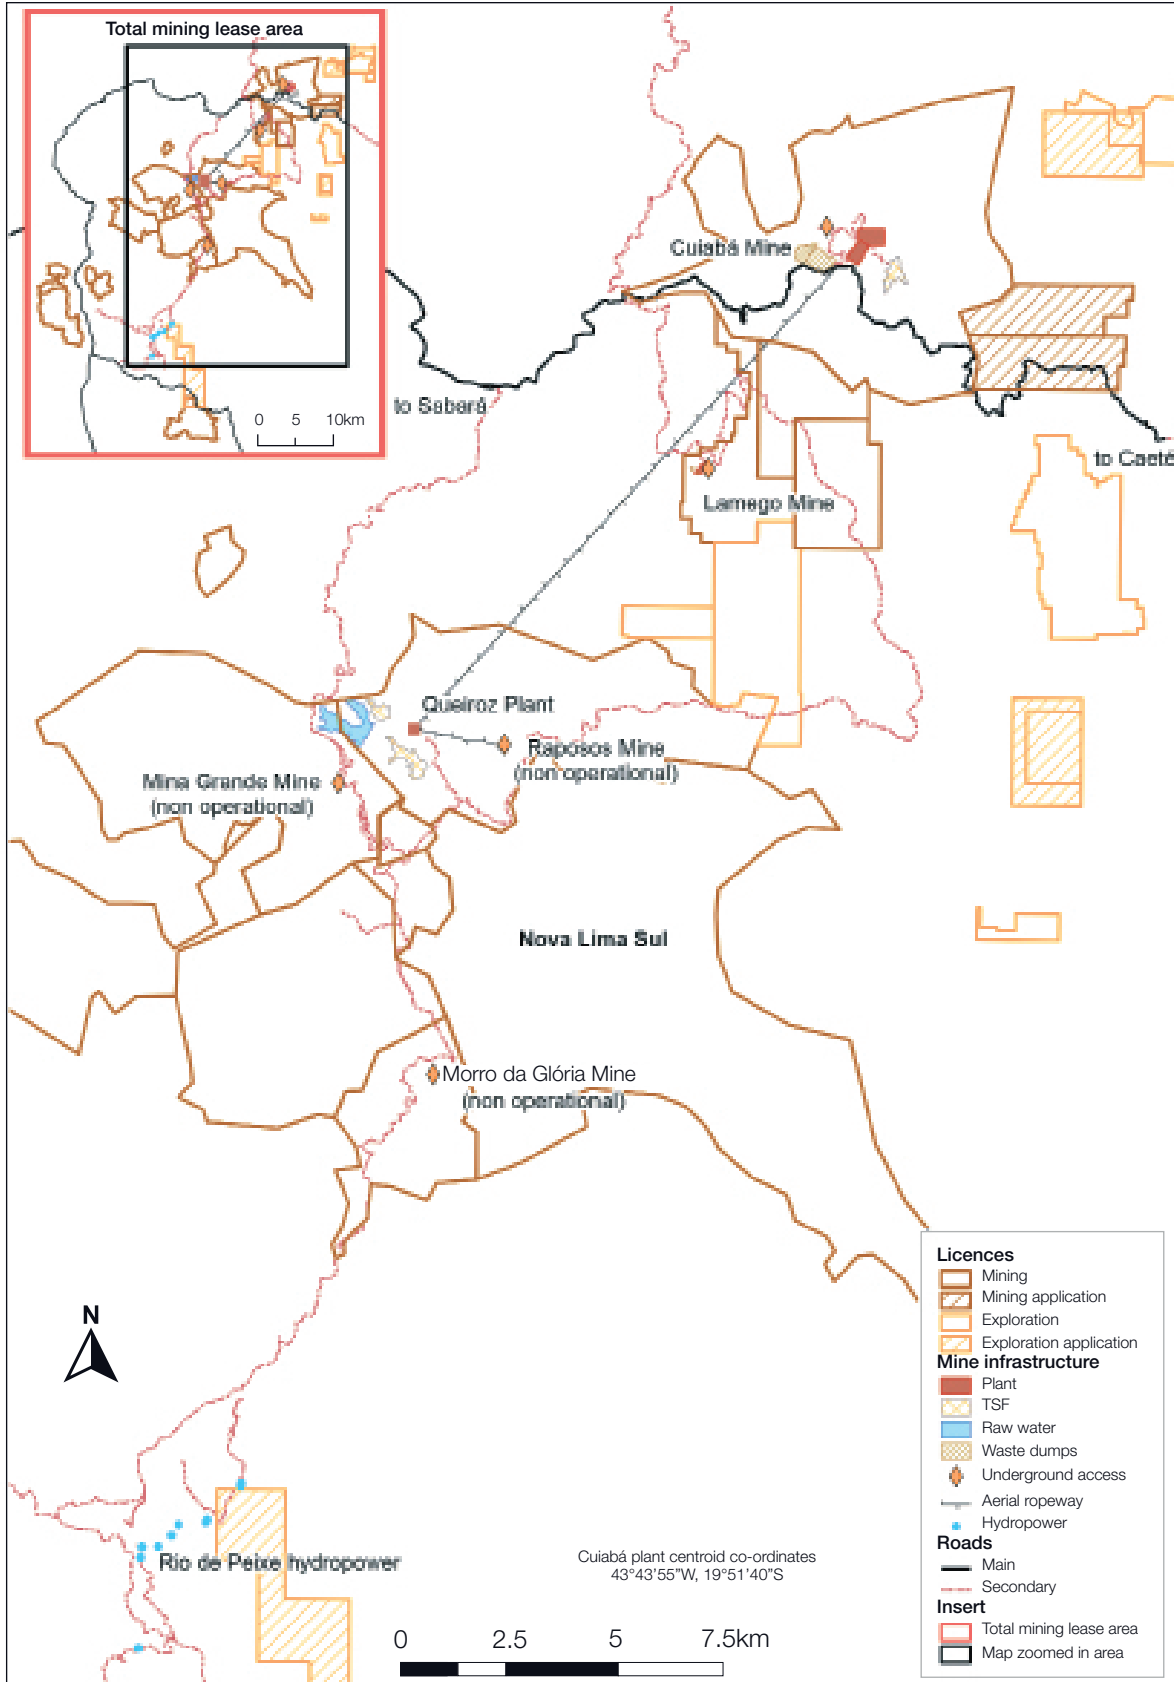 Total mining lease area
0 5 10km
Cuiabá Mine
to Sabará
to Caeté
Lamego Mine
Queiroz Plant
Raposos Mine
(non operational)
Mina Grande Mine
(non operational)
Nova Lima Sul
Morro da Glória Mine
(non operational)
N
Rio de Peixe hydropower
Cuiabá plant centroid co-ordinates
43°43'55"W, 19°51'40"S
0 2.5 5 7.5km
Licences
Mining
Mining application
Exploration
Exploration application
Mine infrastructure
Plant
TSF
Raw water
Waste dumps
Underground access
Aerial ropeway
Hydropower
Roads
Main
Secondary
Insert
Total mining lease area
Map zoomed in area